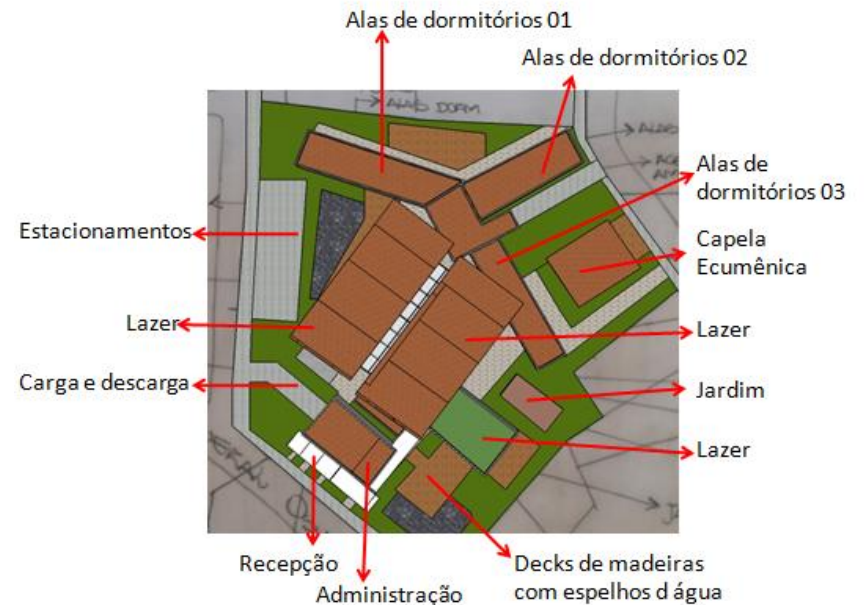 Alas de dormitórios 01
Alas de dormitórios 02
Alas de
dormitórios 03
Estacionamentos
Capela
Ecumênica
Lazer
Lazer
Carga e descarga
Jardim
Lazer
Recepção
Administração
Decks de madeiras
com espelhos d água